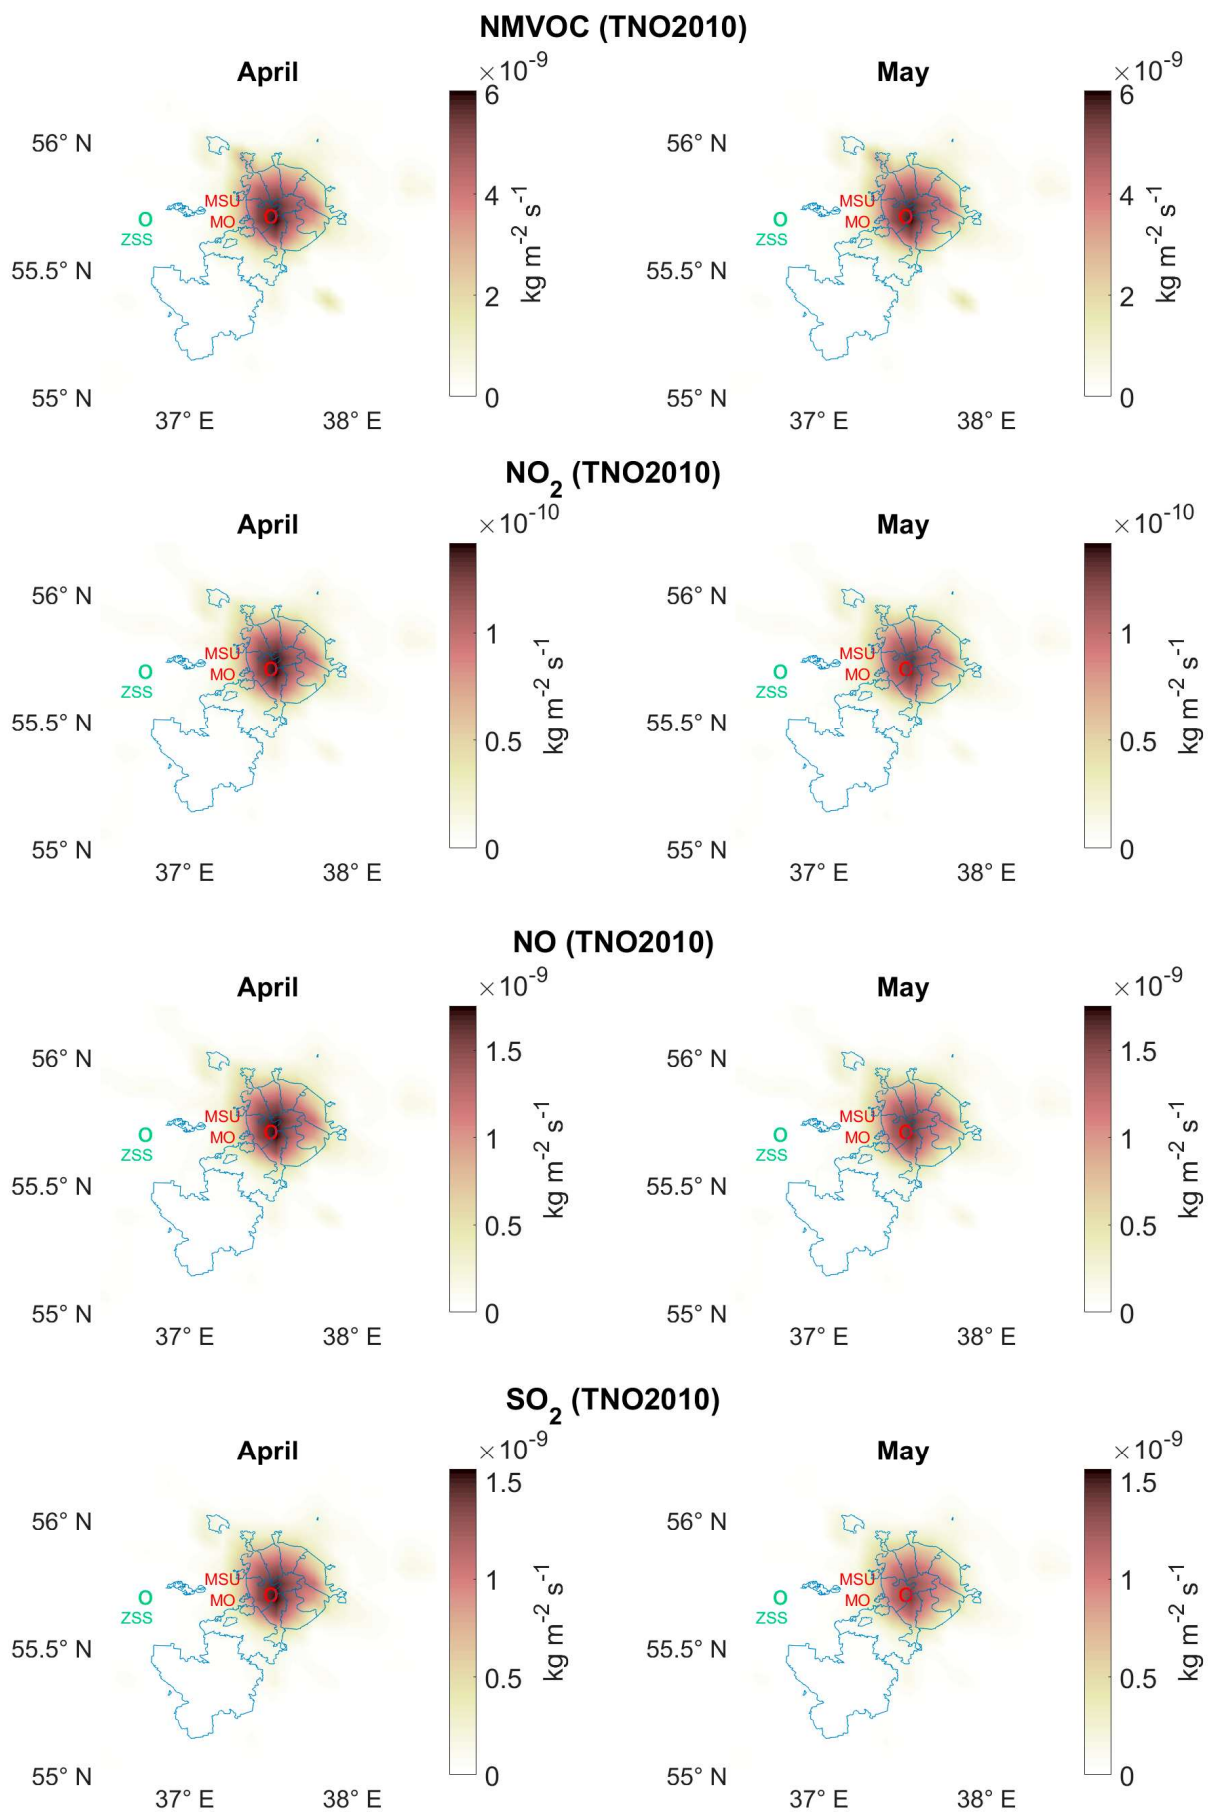 NMVOC (TNO2010)
April
×10⁻⁹
May
×10⁻⁹
6
4
2
0
kg m⁻² s⁻¹
56° N
55.5° N
55° N
37° E 38° E
MSU
MO
O
O
ZSS
6
4
2
0
kg m⁻² s⁻¹
56° N
55.5° N
55° N
37° E 38° E
MSU
MO
O
O
ZSS
NO₂ (TNO2010)
April
×10⁻¹⁰
May
×10⁻¹⁰
1
0.5
0
kg m⁻² s⁻¹
56° N
55.5° N
55° N
37° E 38° E
MSU
MO
O
O
ZSS
1
0.5
0
kg m⁻² s⁻¹
56° N
55.5° N
55° N
37° E 38° E
MSU
MO
O
O
ZSS
NO (TNO2010)
April
×10⁻⁹
May
×10⁻⁹
1.5
1
0.5
0
kg m⁻² s⁻¹
56° N
55.5° N
55° N
37° E 38° E
MSU
MO
O
O
ZSS
1.5
1
0.5
0
kg m⁻² s⁻¹
56° N
55.5° N
55° N
37° E 38° E
MSU
MO
O
O
ZSS
SO₂ (TNO2010)
April
×10⁻⁹
May
×10⁻⁹
1.5
1
0.5
0
kg m⁻² s⁻¹
56° N
55.5° N
55° N
37° E 38° E
MSU
MO
O
O
ZSS
1.5
1
0.5
0
kg m⁻² s⁻¹
56° N
55.5° N
55° N
37° E 38° E
MSU
MO
O
O
ZSS